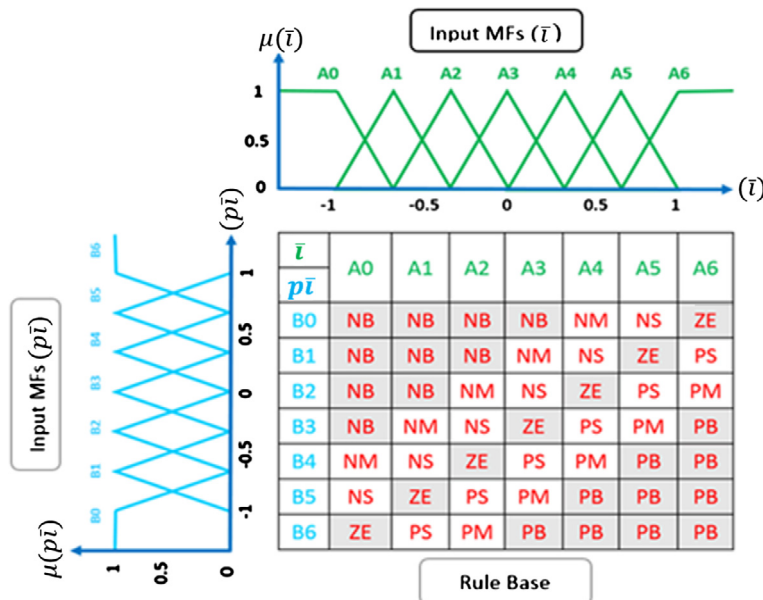 Input MFs (ī)
μ(ī)
A0 A1 A2 A3 A4 A5 A6
1
0.5
0
-1 -0.5 0 0.5 1
(ī)
(pī)
B6
B5
B4
B3
B2
B1
B0
1
0.5
0
-0.5
-1
Input MFs (pī)
μ(pī)
1 0.5 0
ī
pī
A0 A1 A2 A3 A4 A5 A6
B0 NB NB NB NB NM NS ZE
B1 NB NB NB NM NS ZE PS
B2 NB NB NM NS ZE PS PM
B3 NB NM NS ZE PS PM PB
B4 NM NS ZE PS PM PB PB
B5 NS ZE PS PM PB PB PB
B6 ZE PS PM PB PB PB PB
Rule Base